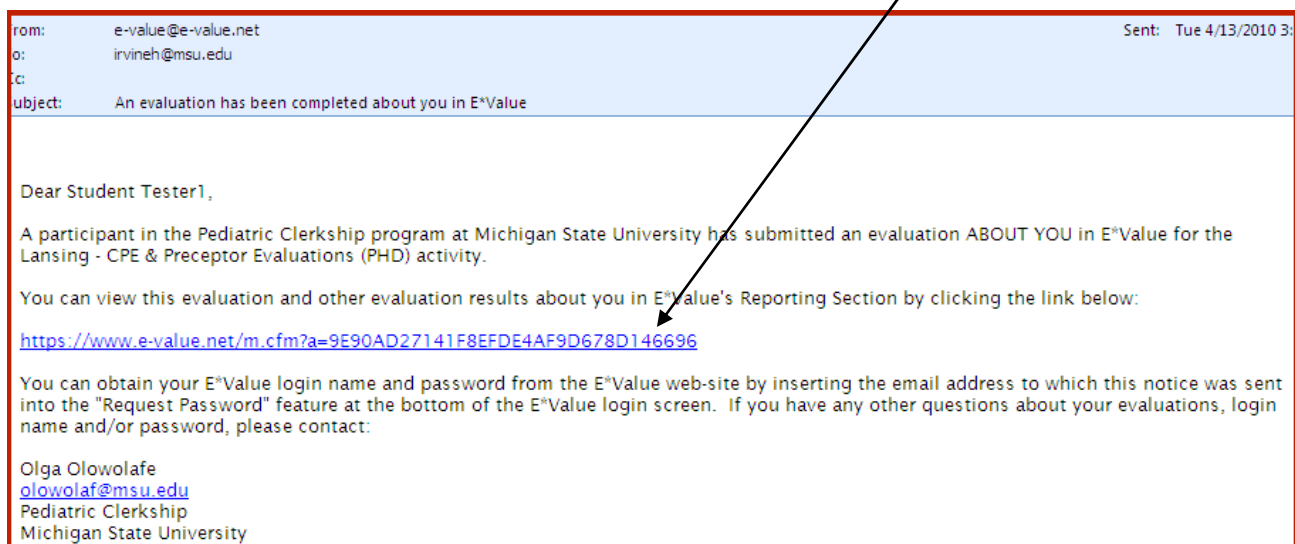 rom: e-value@e-value.net Sent: Tue 4/13/2010 3:
o: irvineh@msu.edu
c:
ubject: An evaluation has been completed about you in E*Value
Dear Student Tester1,
A participant in the Pediatric Clerkship program at Michigan State University has submitted an evaluation ABOUT YOU in E*Value for the
Lansing - CPE & Preceptor Evaluations (PHD) activity.
You can view this evaluation and other evaluation results about you in E*Value's Reporting Section by clicking the link below:
https://www.e-value.net/m.cfm?a=9E90AD27141F8EFDE4AF9D678D146696
You can obtain your E*Value login name and password from the E*Value web-site by inserting the email address to which this notice was sent
into the "Request Password" feature at the bottom of the E*Value login screen. If you have any other questions about your evaluations, login
name and/or password, please contact:
Olga Olowolafe
olowolaf@msu.edu
Pediatric Clerkship
Michigan State University